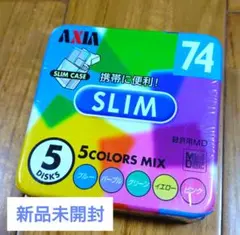 AXIA
74
SLIM CASE
携帯に便利!
SLIM
録音用MD
5
DISKS
5COLORS MIX
ブルー
パープル
グリーン
イエロー
ピンク
新品未開封